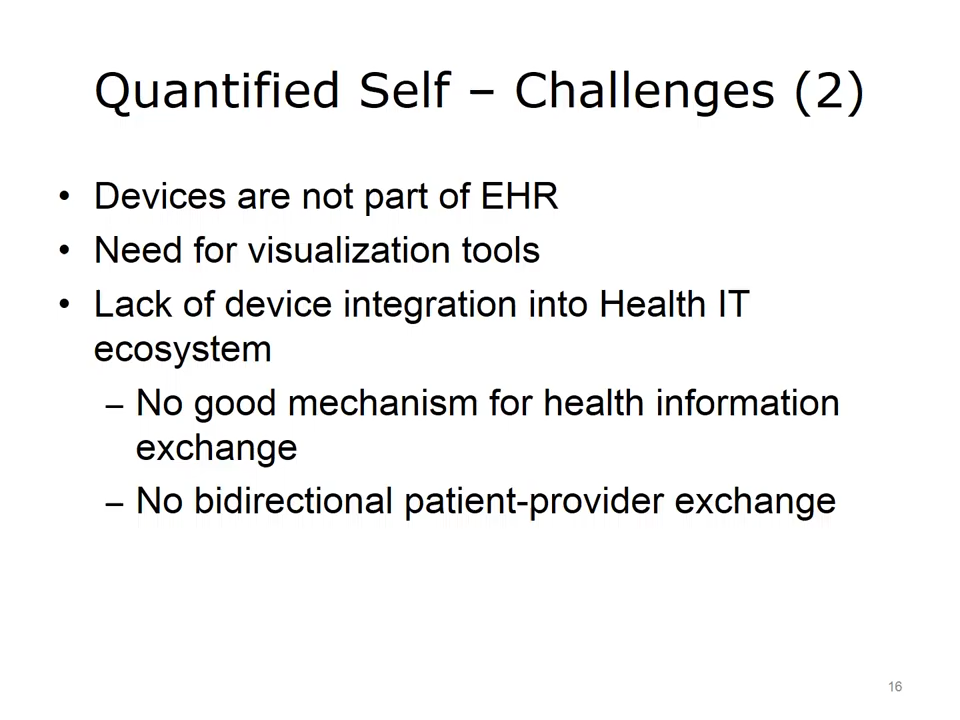 Quantified Self – Challenges (2)
• Devices are not part of EHR
• Need for visualization tools
• Lack of device integration into Health IT
ecosystem
– No good mechanism for health information
exchange
– No bidirectional patient-provider exchange
16